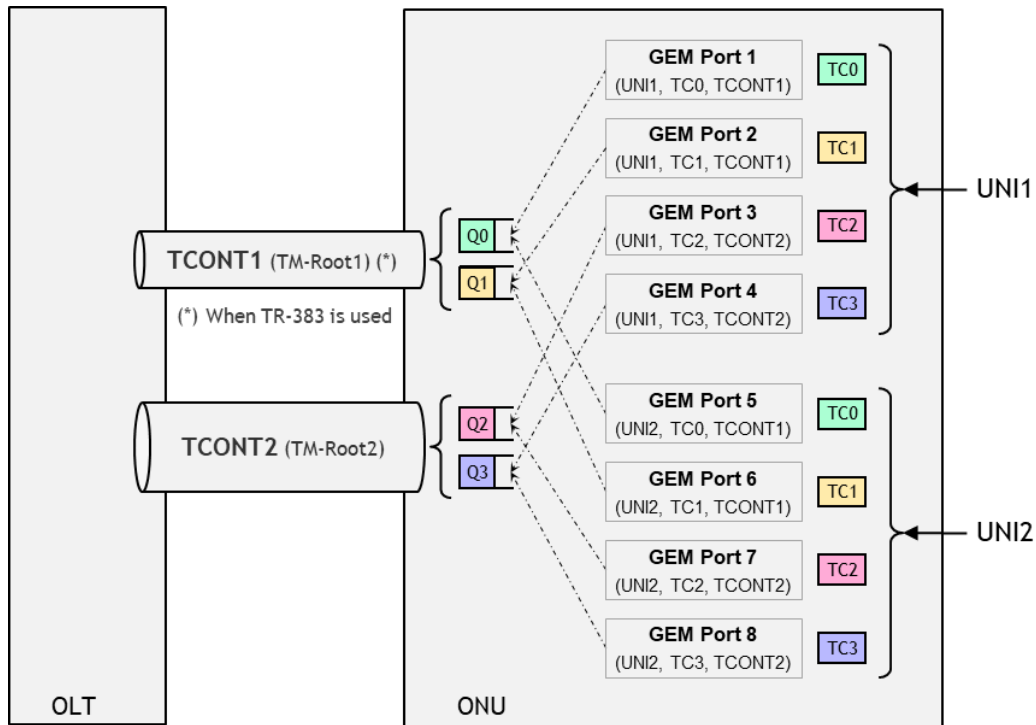 GEM Port 1
(UNI1, TC0, TCONT1)
TC0
GEM Port 2
(UNI1, TC1, TCONT1)
TC1
GEM Port 3
(UNI1, TC2, TCONT2)
TC2
GEM Port 4
(UNI1, TC3, TCONT2)
TC3
UNI1
Q0
Q1
TCONT1 (TM-Root1) (*)
(*) When TR-383 is used
TCONT2 (TM-Root2)
Q2
Q3
GEM Port 5
(UNI2, TC0, TCONT1)
TC0
GEM Port 6
(UNI2, TC1, TCONT1)
TC1
GEM Port 7
(UNI2, TC2, TCONT2)
TC2
GEM Port 8
(UNI2, TC3, TCONT2)
TC3
UNI2
OLT
ONU